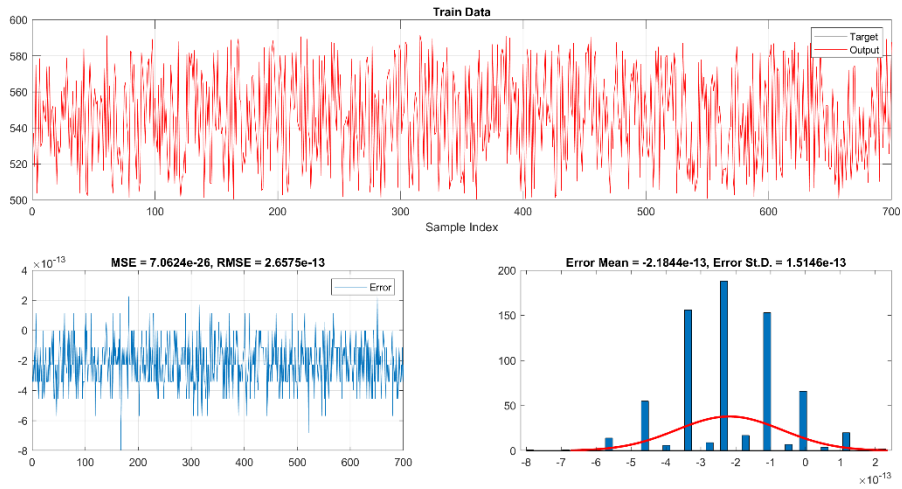 Train Data
600
580
560
540
520
500
Target
Output
0 100 200 300 400 500 600 700
Sample Index
×10-13
MSE = 7.0624e-26, RMSE = 2.6575e-13
4
2
0
-2
-4
-6
-8
Error
0 100 200 300 400 500 600 700
Error Mean = -2.1844e-13, Error St.D. = 1.5146e-13
200
150
100
50
0
-8 -7 -6 -5 -4 -3 -2 -1 0 1 2
×10-13